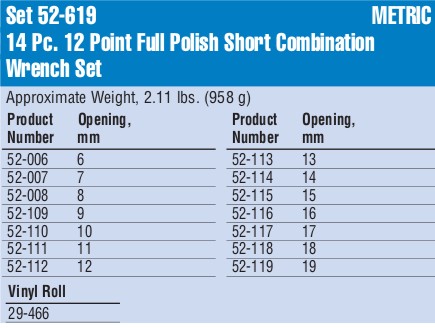 Set 52-619 METRIC
14 Pc. 12 Point Full Polish Short Combination
Wrench Set
Approximate Weight, 2.11 lbs. (958 g)
Product Opening, Product Opening,
Number mm Number mm
52-006 6 52-113 13
52-007 7 52-114 14
52-008 8 52-115 15
52-109 9 52-116 16
52-110 10 52-117 17
52-111 11 52-118 18
52-112 12 52-119 19
Vinyl Roll
29-466